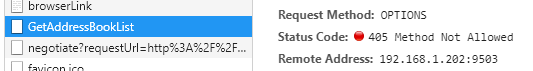 browserLink
GetAddressBookList
negotiate?requestUrl=http%3A%2F%2F...
favicon.ico
Request Method: OPTIONS
Status Code: 405 Method Not Allowed
Remote Address: 192.168.1.202:9503